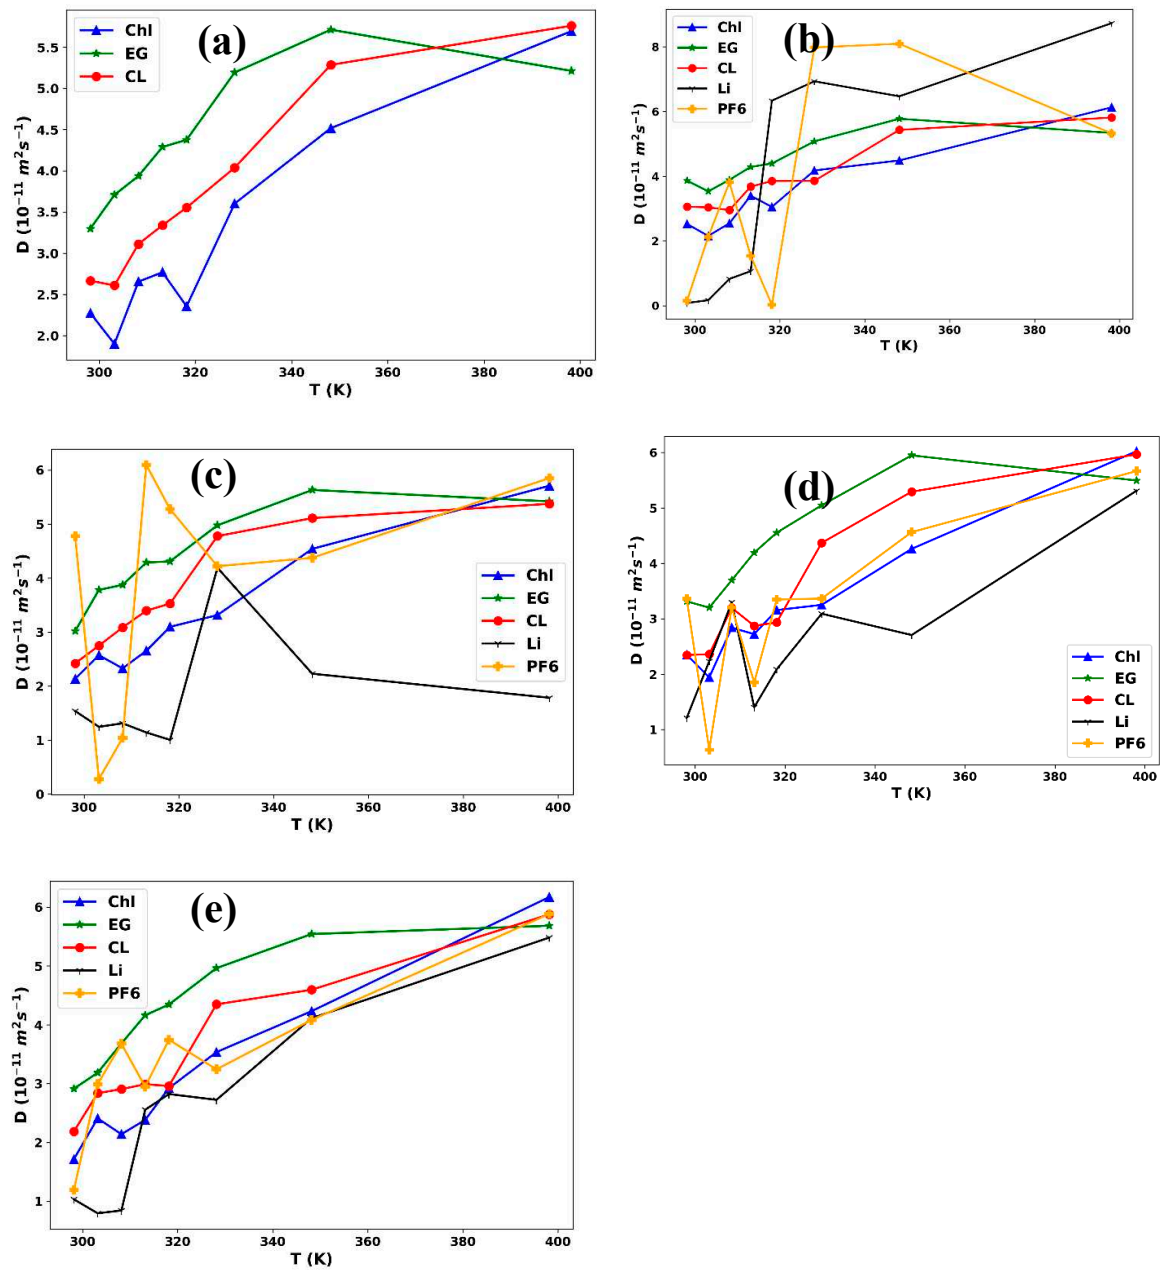 (a)
Chl
EG
CL
5.5
5.0
4.5
4.0
3.5
3.0
2.5
2.0
D (10⁻¹¹ m²s⁻¹)
300 320 340 360 380 400
T (K)
(b)
Chl
EG
CL
Li
PF6
8
6
4
2
0
D (10⁻¹¹ m²s⁻¹)
300 320 340 360 380 400
T (K)
(c)
6
5
4
3
2
1
0
D (10⁻¹¹ m²s⁻¹)
Chl
EG
CL
Li
PF6
300 320 340 360 380 400
T (K)
(d)
6
5
4
3
2
1
D (10⁻¹¹ m²s⁻¹)
Chl
EG
CL
Li
PF6
300 320 340 360 380 400
T (K)
(e)
Chl
EG
CL
Li
PF6
6
5
4
3
2
1
D (10⁻¹¹ m²s⁻¹)
300 320 340 360 380 400
T (K)